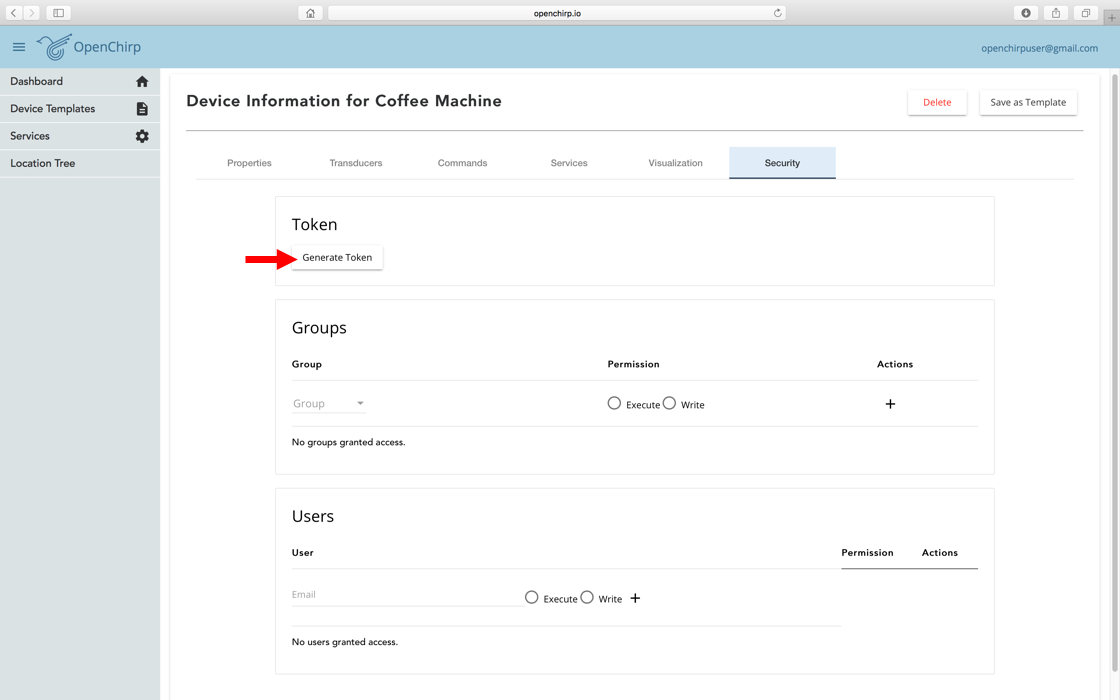 openchirp.io
OpenChirp
openchirpuser@gmail.com
Dashboard
Device Templates
Services
Location Tree
Device Information for Coffee Machine
Delete
Save as Template
Properties
Transducers
Commands
Services
Visualization
Security
Token
Generate Token
Groups
Group Permission Actions
Group Execute Write +
No groups granted access.
Users
User Permission Actions
Email Execute Write +
No users granted access.